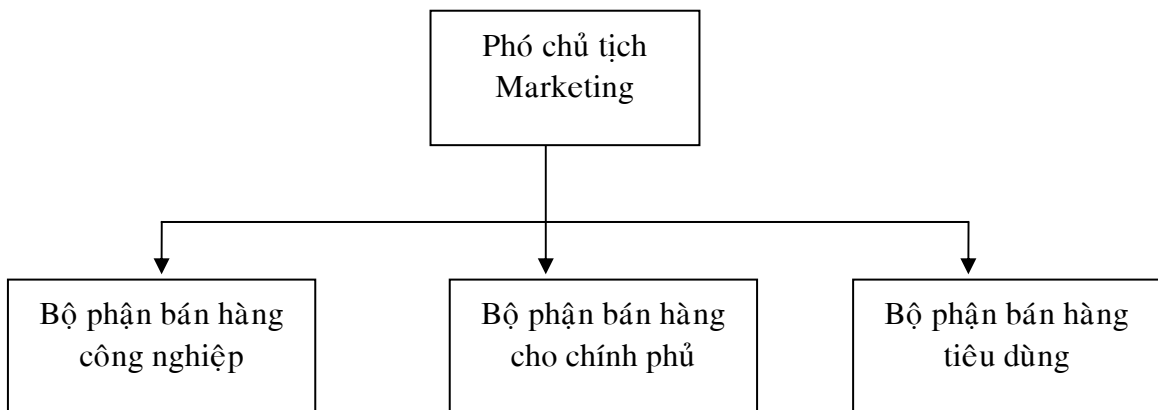 Phó chủ tịch
Marketing
Bộ phận bán hàng
công nghiệp
Bộ phận bán hàng
cho chính phủ
Bộ phận bán hàng
tiêu dùng